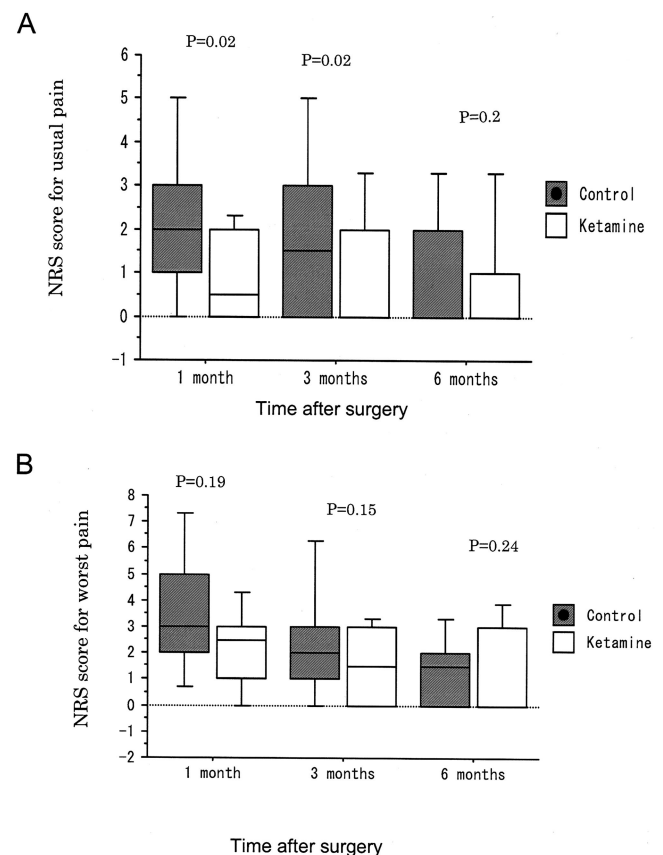 A
P=0.02
P=0.02
P=0.2
NRS score for usual pain
6
5
4
3
2
1
0
-1
Control
Ketamine
1 month
3 months
6 months
Time after surgery
B
P=0.19
P=0.15
P=0.24
NRS score for worst pain
8
7
6
5
4
3
2
1
0
-1
-2
Control
Ketamine
1 month
3 months
6 months
Time after surgery